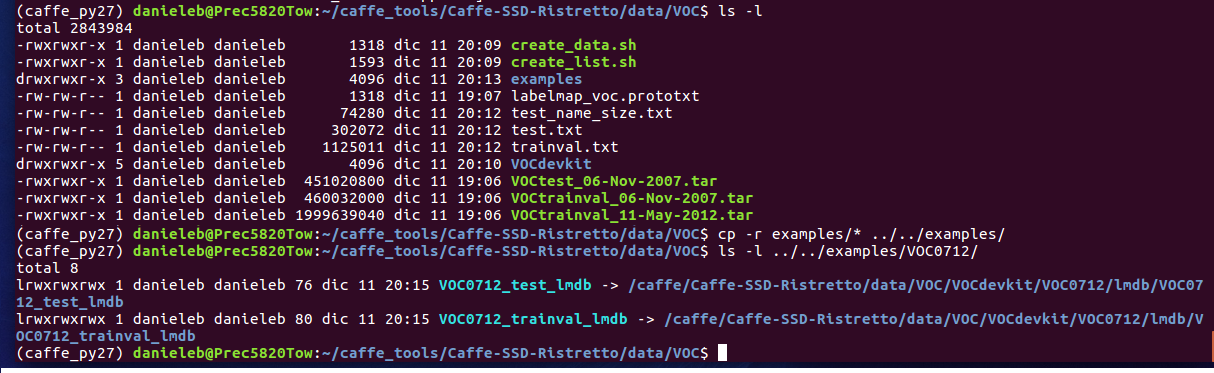 (caffe_py27) danieleb@Prec5820Tow:~/caffe_tools/Caffe-SSD-Ristretto/data/VOC$ ls -l
total 2843984
-rwxrwxr-x 1 danieleb danieleb       1318 dic 11 20:09 create_data.sh
-rwxrwxr-x 1 danieleb danieleb       1593 dic 11 20:09 create_list.sh
drwxrwxr-x 3 danieleb danieleb       4096 dic 11 20:13 examples
-rw-rw-r-- 1 danieleb danieleb       1318 dic 11 19:07 labelmap_voc.prototxt
-rw-rw-r-- 1 danieleb danieleb      74280 dic 11 20:12 test_name_size.txt
-rw-rw-r-- 1 danieleb danieleb     302072 dic 11 20:12 test.txt
-rw-rw-r-- 1 danieleb danieleb    1125011 dic 11 20:12 trainval.txt
drwxrwxr-x 5 danieleb danieleb       4096 dic 11 20:10 VOCdevkit
-rwxrwxr-x 1 danieleb danieleb  451020800 dic 11 19:06 VOCtest_06-Nov-2007.tar
-rwxrwxr-x 1 danieleb danieleb  460032000 dic 11 19:06 VOCtrainval_06-Nov-2007.tar
-rwxrwxr-x 1 danieleb danieleb 1999639040 dic 11 19:06 VOCtrainval_11-May-2012.tar
(caffe_py27) danieleb@Prec5820Tow:~/caffe_tools/Caffe-SSD-Ristretto/data/VOC$ cp -r examples/* ../../examples/
(caffe_py27) danieleb@Prec5820Tow:~/caffe_tools/Caffe-SSD-Ristretto/data/VOC$ ls -l ../../examples/VOC0712/
total 8
lrwxrwxrwx 1 danieleb danieleb 76 dic 11 20:15 VOC0712_test_lmdb -> /caffe/Caffe-SSD-Ristretto/data/VOC/VOCdevkit/VOC0712/lmdb/VOC07
12_test_lmdb
lrwxrwxrwx 1 danieleb danieleb 80 dic 11 20:15 VOC0712_trainval_lmdb -> /caffe/Caffe-SSD-Ristretto/data/VOC/VOCdevkit/VOC0712/lmdb/V
OC0712_trainval_lmdb
(caffe_py27) danieleb@Prec5820Tow:~/caffe_tools/Caffe-SSD-Ristretto/data/VOC$